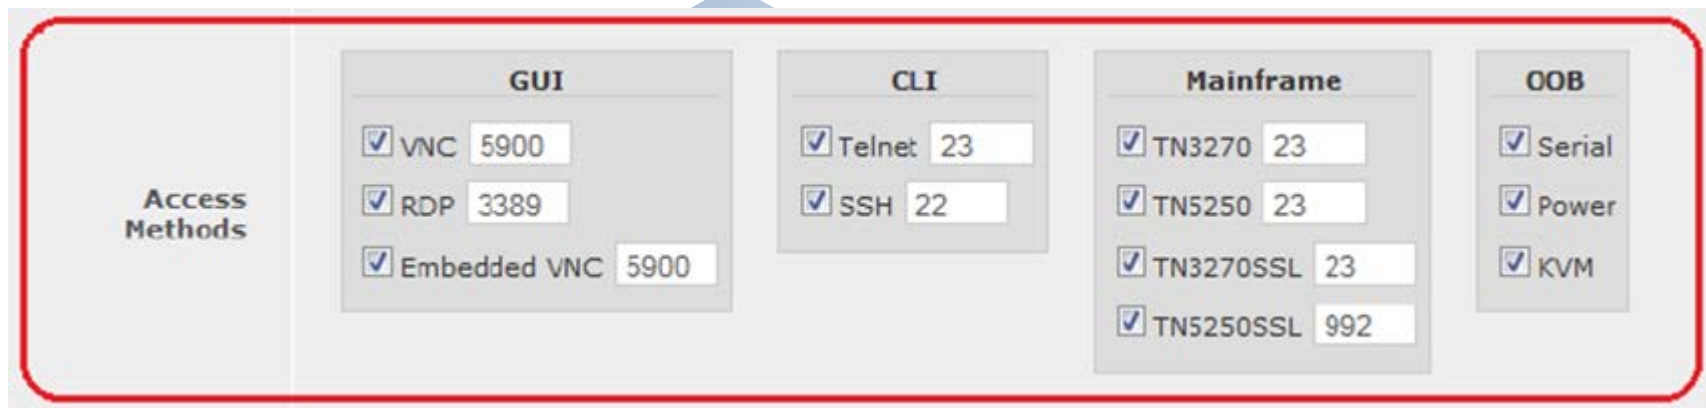 Access
Methods
GUI
VNC 5900
RDP 3389
Embedded VNC 5900
CLI
Telnet 23
SSH 22
Mainframe
TN3270 23
TN5250 23
TN3270SSL 23
TN5250SSL 992
OOB
Serial
Power
KVM